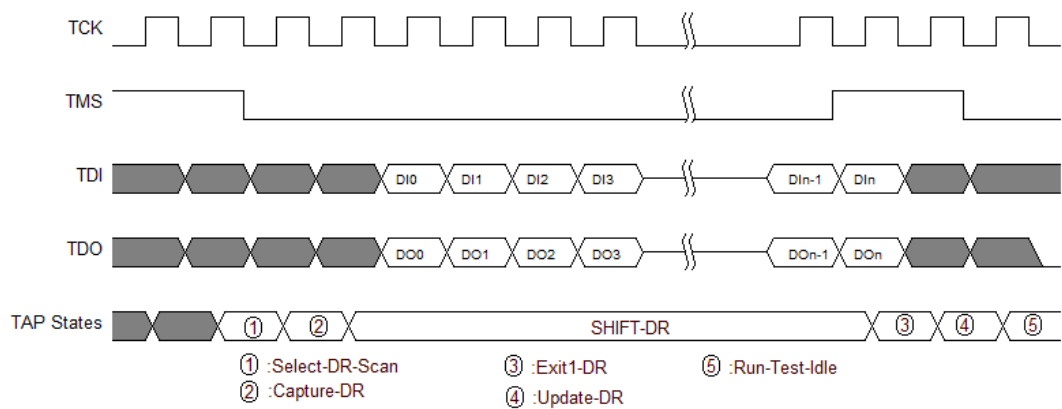 TCK
TMS
TDI DI0 DI1 DI2 DI3 DIn-1 DIn
TDO DO0 DO1 DO2 DO3 DOn-1 DOn
TAP States 1 2 SHIFT-DR 3 4 5
1 :Select-DR-Scan 3 :Exit1-DR 5 :Run-Test-Idle
2 :Capture-DR 4 :Update-DR